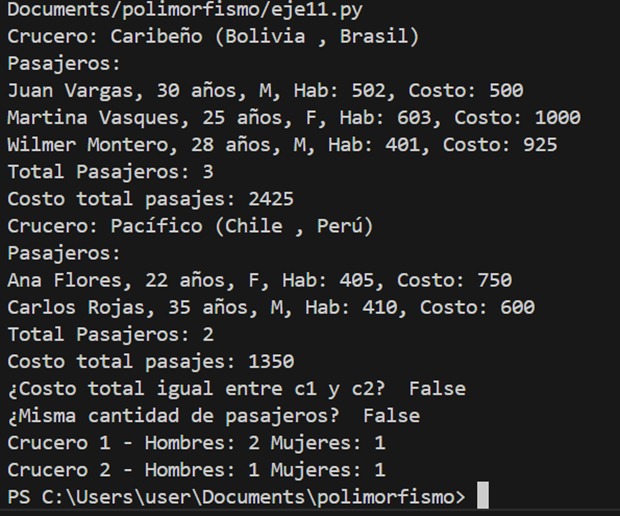 Documents/polimorfismo/eje11.py
Crucero: Caribeño (Bolivia , Brasil)
Pasajeros:
Juan Vargas, 30 años, M, Hab: 502, Costo: 500
Martina Vasques, 25 años, F, Hab: 603, Costo: 1000
Wilmer Montero, 28 años, M, Hab: 401, Costo: 925
Total Pasajeros: 3
Costo total pasajes: 2425
Crucero: Pacífico (Chile , Perú)
Pasajeros:
Ana Flores, 22 años, F, Hab: 405, Costo: 750
Carlos Rojas, 35 años, M, Hab: 410, Costo: 600
Total Pasajeros: 2
Costo total pasajes: 1350
¿Costo total igual entre c1 y c2?  False
¿Misma cantidad de pasajeros?  False
Crucero 1 - Hombres: 2 Mujeres: 1
Crucero 2 - Hombres: 1 Mujeres: 1
PS C:\Users\user\Documents\polimorfismo>